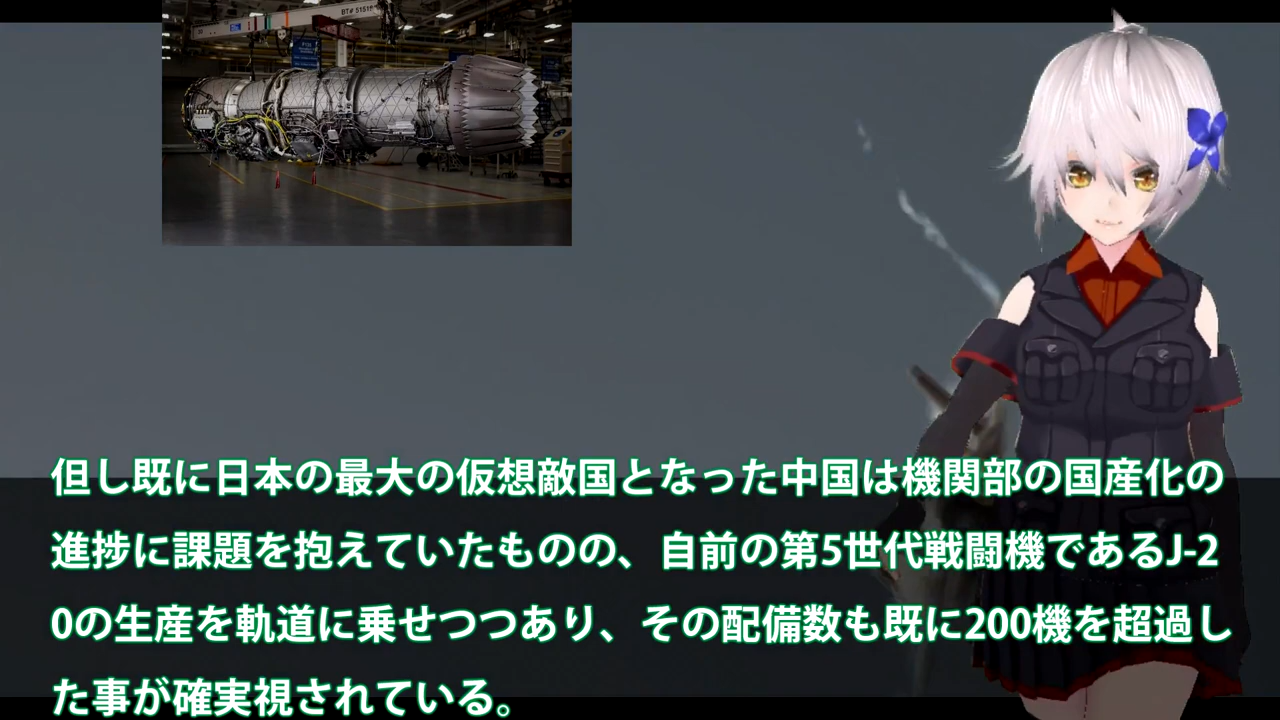 BT# 51511
但し既に日本の最大の仮想敵国となった中国は機関部の国産化の
進捗に課題を抱えていたものの、自前の第5世代戦闘機であるJ-2
0の生産を軌道に乗せつつあり、その配備数も既に200機を超過し
た事が確実視されている。